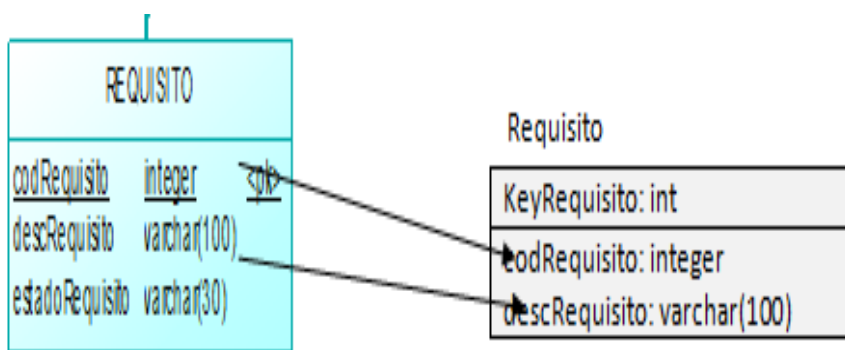 REQUISITO
codRequisito integer <pk>
descRequisito varchar(100)
estadoRequisito varchar(30)
Requisito
KeyRequisito: int
codRequisito: integer
descRequisito: varchar(100)